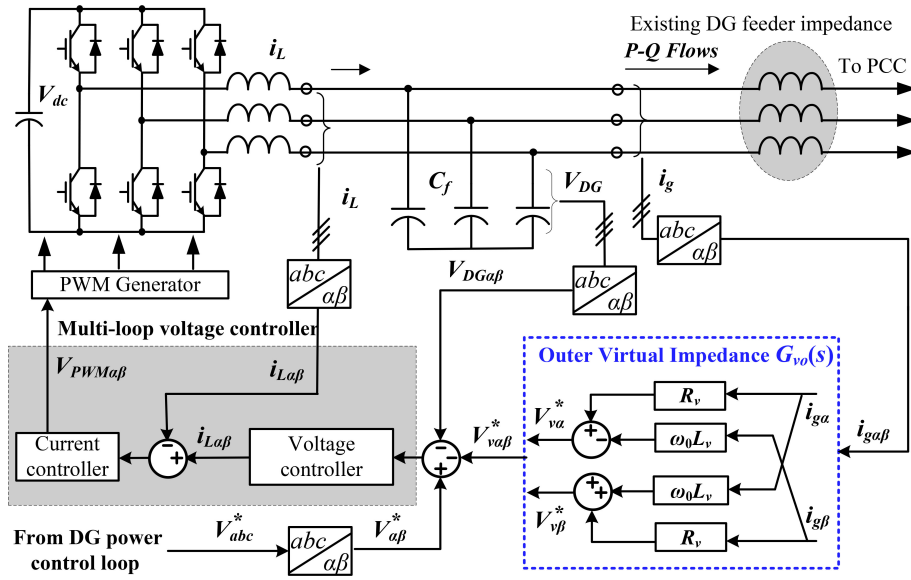 Existing DG feeder impedance
i_L
P-Q Flows
To PCC
V_dc
C_f
V_DG
i_L
i_g
abc
αβ
PWM Generator
abc
αβ
V_DGαβ
abc
αβ
Multi-loop voltage controller
Outer Virtual Impedance G_vo(s)
V_PWMαβ
i_Lαβ
R_v
i_gα
V_vα^*
+
-
ω_0L_v
i_gαβ
Current
controller
-
+
i_Lαβ
Voltage
controller
-
-
+
V_vαβ^*
+
+
ω_0L_v
V_vβ^*
R_v
i_gβ
From DG power
control loop
V_abc^*
abc
αβ
V_αβ^*